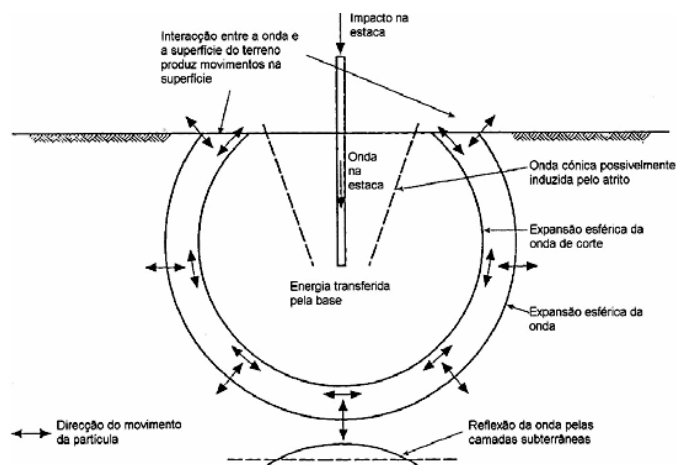 Impacto na
estaca
Interacção entre a onda e
a superfície do terreno
produz movimentos na
superfície
Onda
na
estaca
Onda cónica possivelmente
induzida pelo atrito
Expansão esférica da
onda de corte
Energia transferida
pela base
Expansão esférica da
onda
Direcção do movimento
da partícula
Reflexão da onda pelas
camadas subterrâneas